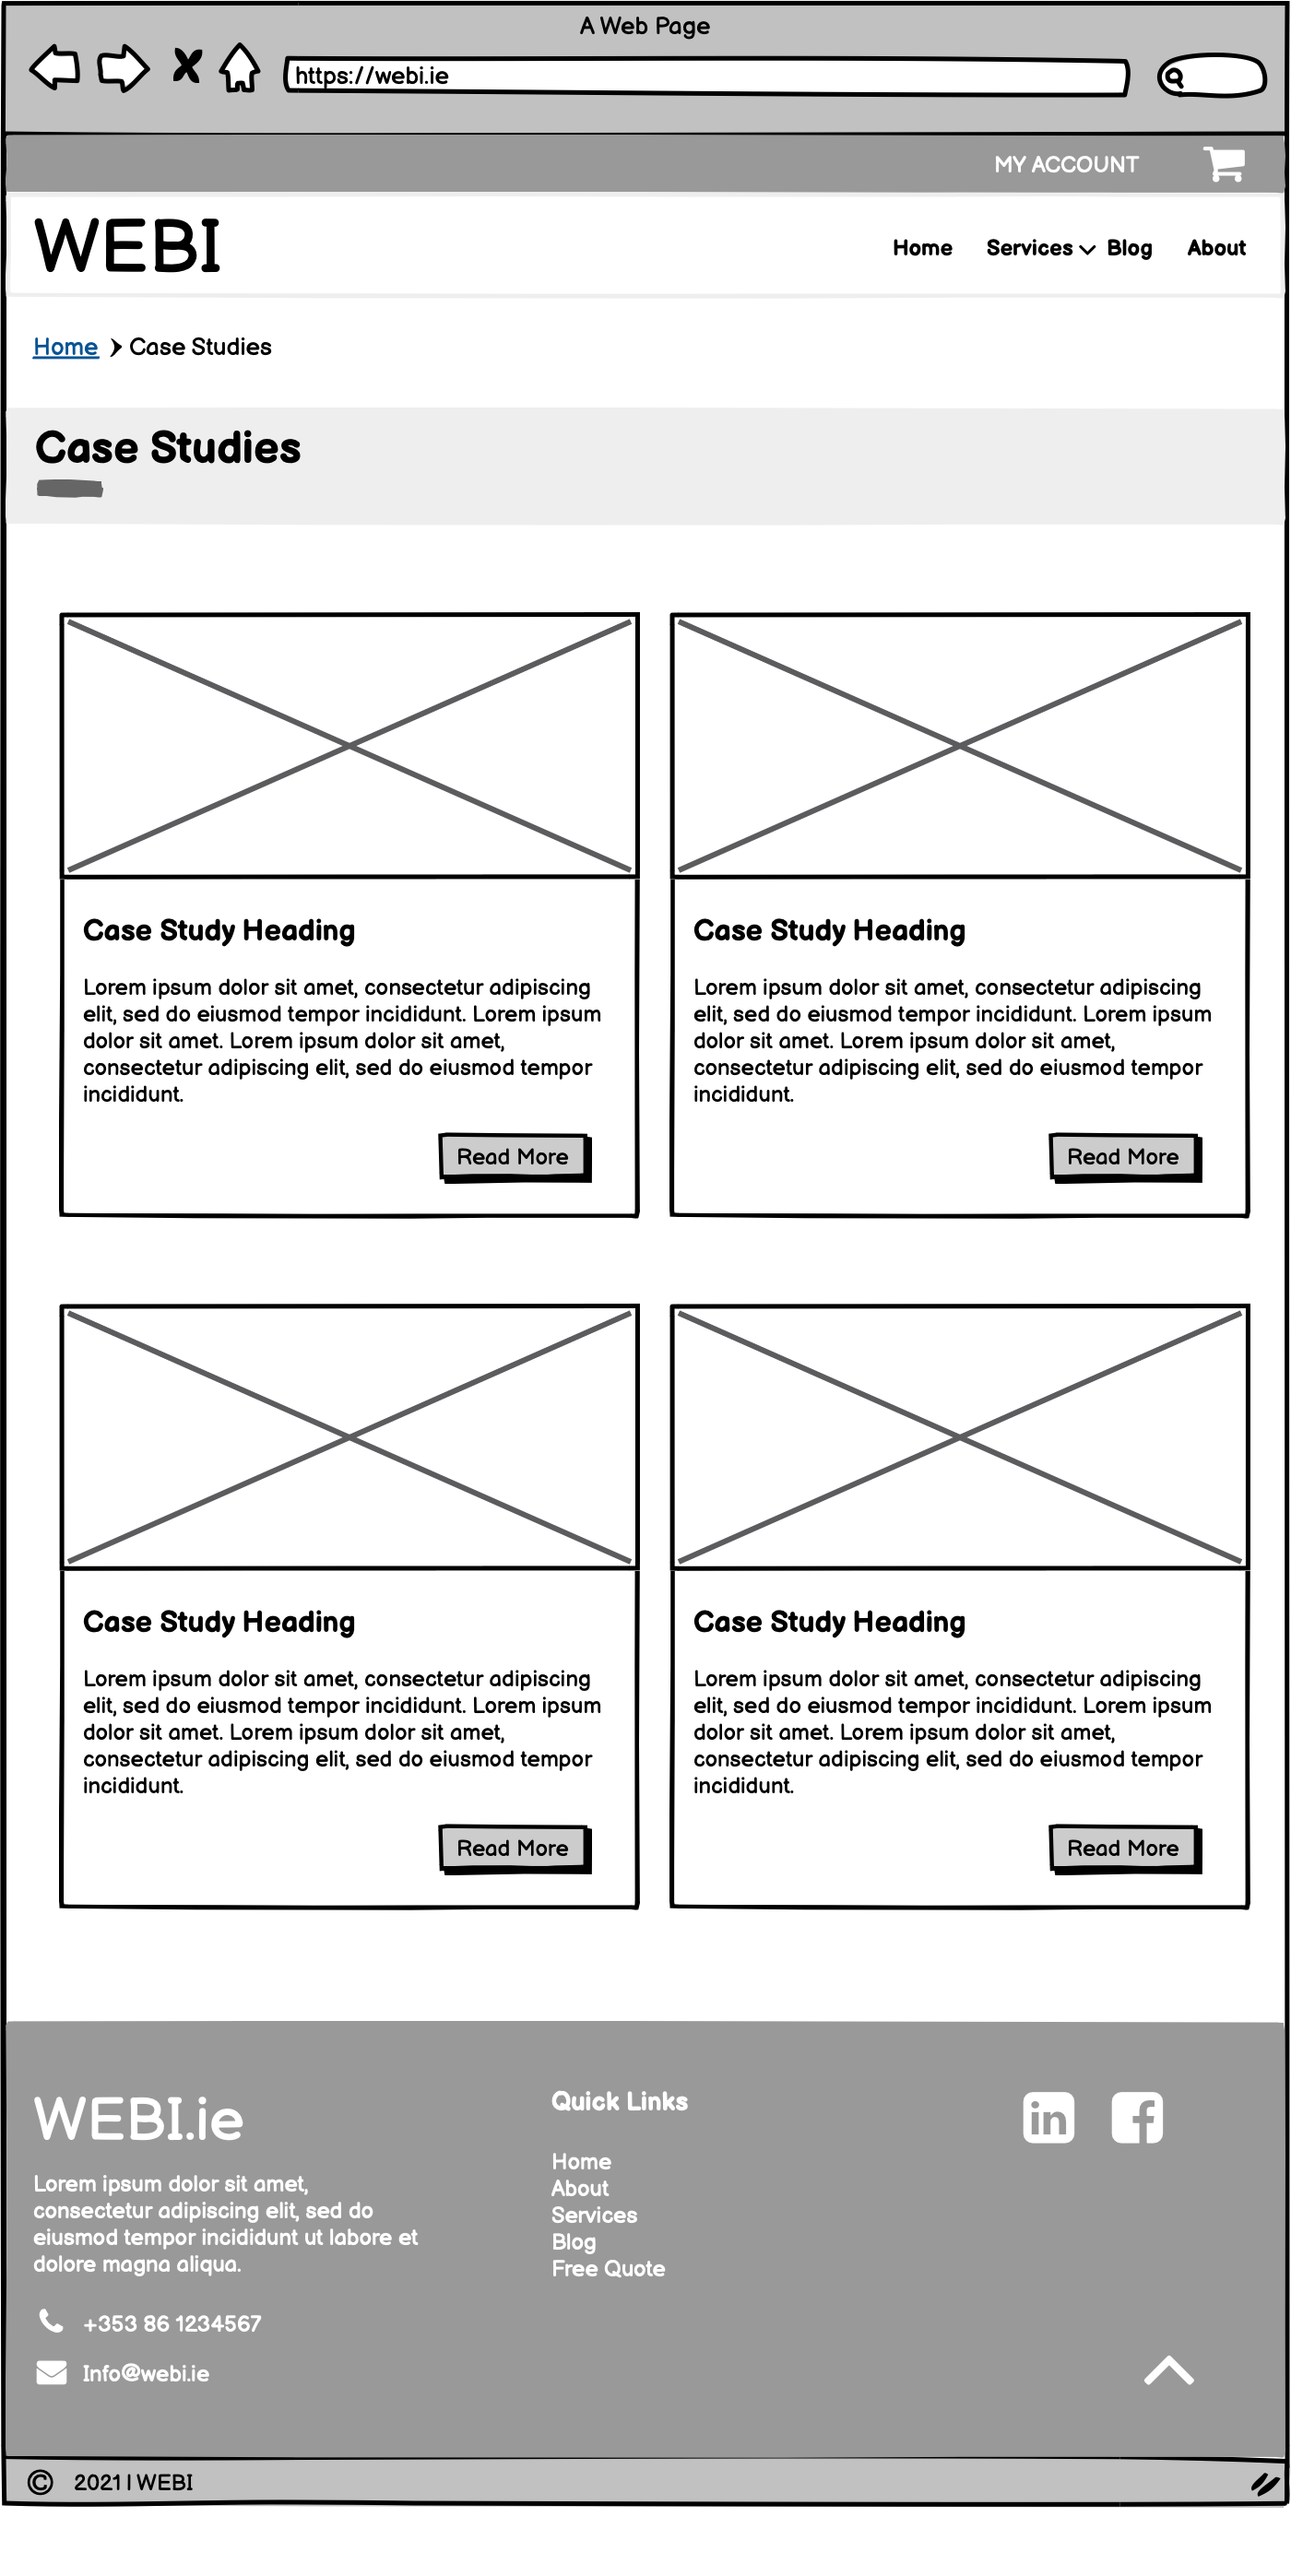 A Web Page
https://webi.ie
MY ACCOUNT
WEBI
Home Services Blog About
Home Case Studies
Case Studies
Case Study Heading
Lorem ipsum dolor sit amet, consectetur adipiscing
elit, sed do eiusmod tempor incididunt. Lorem ipsum
dolor sit amet. Lorem ipsum dolor sit amet,
consectetur adipiscing elit, sed do eiusmod tempor
incididunt.
Read More
Case Study Heading
Lorem ipsum dolor sit amet, consectetur adipiscing
elit, sed do eiusmod tempor incididunt. Lorem ipsum
dolor sit amet. Lorem ipsum dolor sit amet,
consectetur adipiscing elit, sed do eiusmod tempor
incididunt.
Read More
Case Study Heading
Lorem ipsum dolor sit amet, consectetur adipiscing
elit, sed do eiusmod tempor incididunt. Lorem ipsum
dolor sit amet. Lorem ipsum dolor sit amet,
consectetur adipiscing elit, sed do eiusmod tempor
incididunt.
Read More
Case Study Heading
Lorem ipsum dolor sit amet, consectetur adipiscing
elit, sed do eiusmod tempor incididunt. Lorem ipsum
dolor sit amet. Lorem ipsum dolor sit amet,
consectetur adipiscing elit, sed do eiusmod tempor
incididunt.
Read More
WEBI.ie
Lorem ipsum dolor sit amet,
consectetur adipiscing elit, sed do
eiusmod tempor incididunt ut labore et
dolore magna aliqua.
+353 86 1234567
Info@webi.ie
Quick Links
Home
About
Services
Blog
Free Quote
in f
© 2021 | WEBI